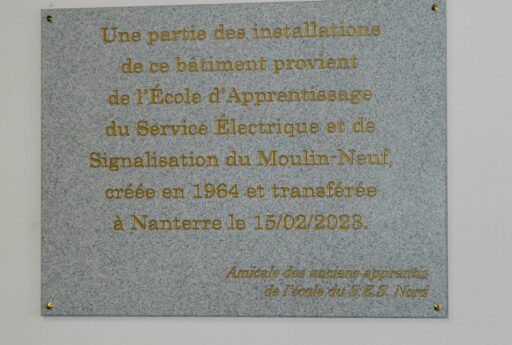 Une partie des installations
de ce bâtiment provient
de l'École d'Apprentissage
du Service Électrique et de
Signalisation du Moulin-Neuf,
créée en 1964 et transférée
à Nanterre le 15/02/2023.
Amicale des anciens apprentis
de l'école du S.E.S. Nord